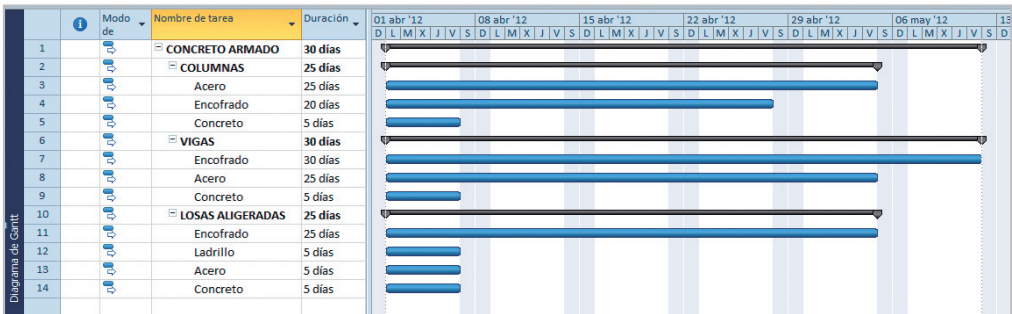 Modo de Nombre de tarea Duración 01 abr '12 08 abr '12 15 abr '12 22 abr '12 29 abr '12 06 may '12 13
D L M X J V S D L M X J V S D L M X J V S D L M X J V S D L M X J V S D L M X J V S D
1 CONCRETO ARMADO 30 días
2 COLUMNAS 25 días
3 Acero 25 días
4 Encofrado 20 días
5 Concreto 5 días
6 VIGAS 30 días
7 Encofrado 30 días
8 Acero 25 días
9 Concreto 5 días
10 LOSAS ALIGERADAS 25 días
11 Encofrado 25 días
12 Ladrillo 5 días
13 Acero 5 días
14 Concreto 5 días
Diagrama de Gantt